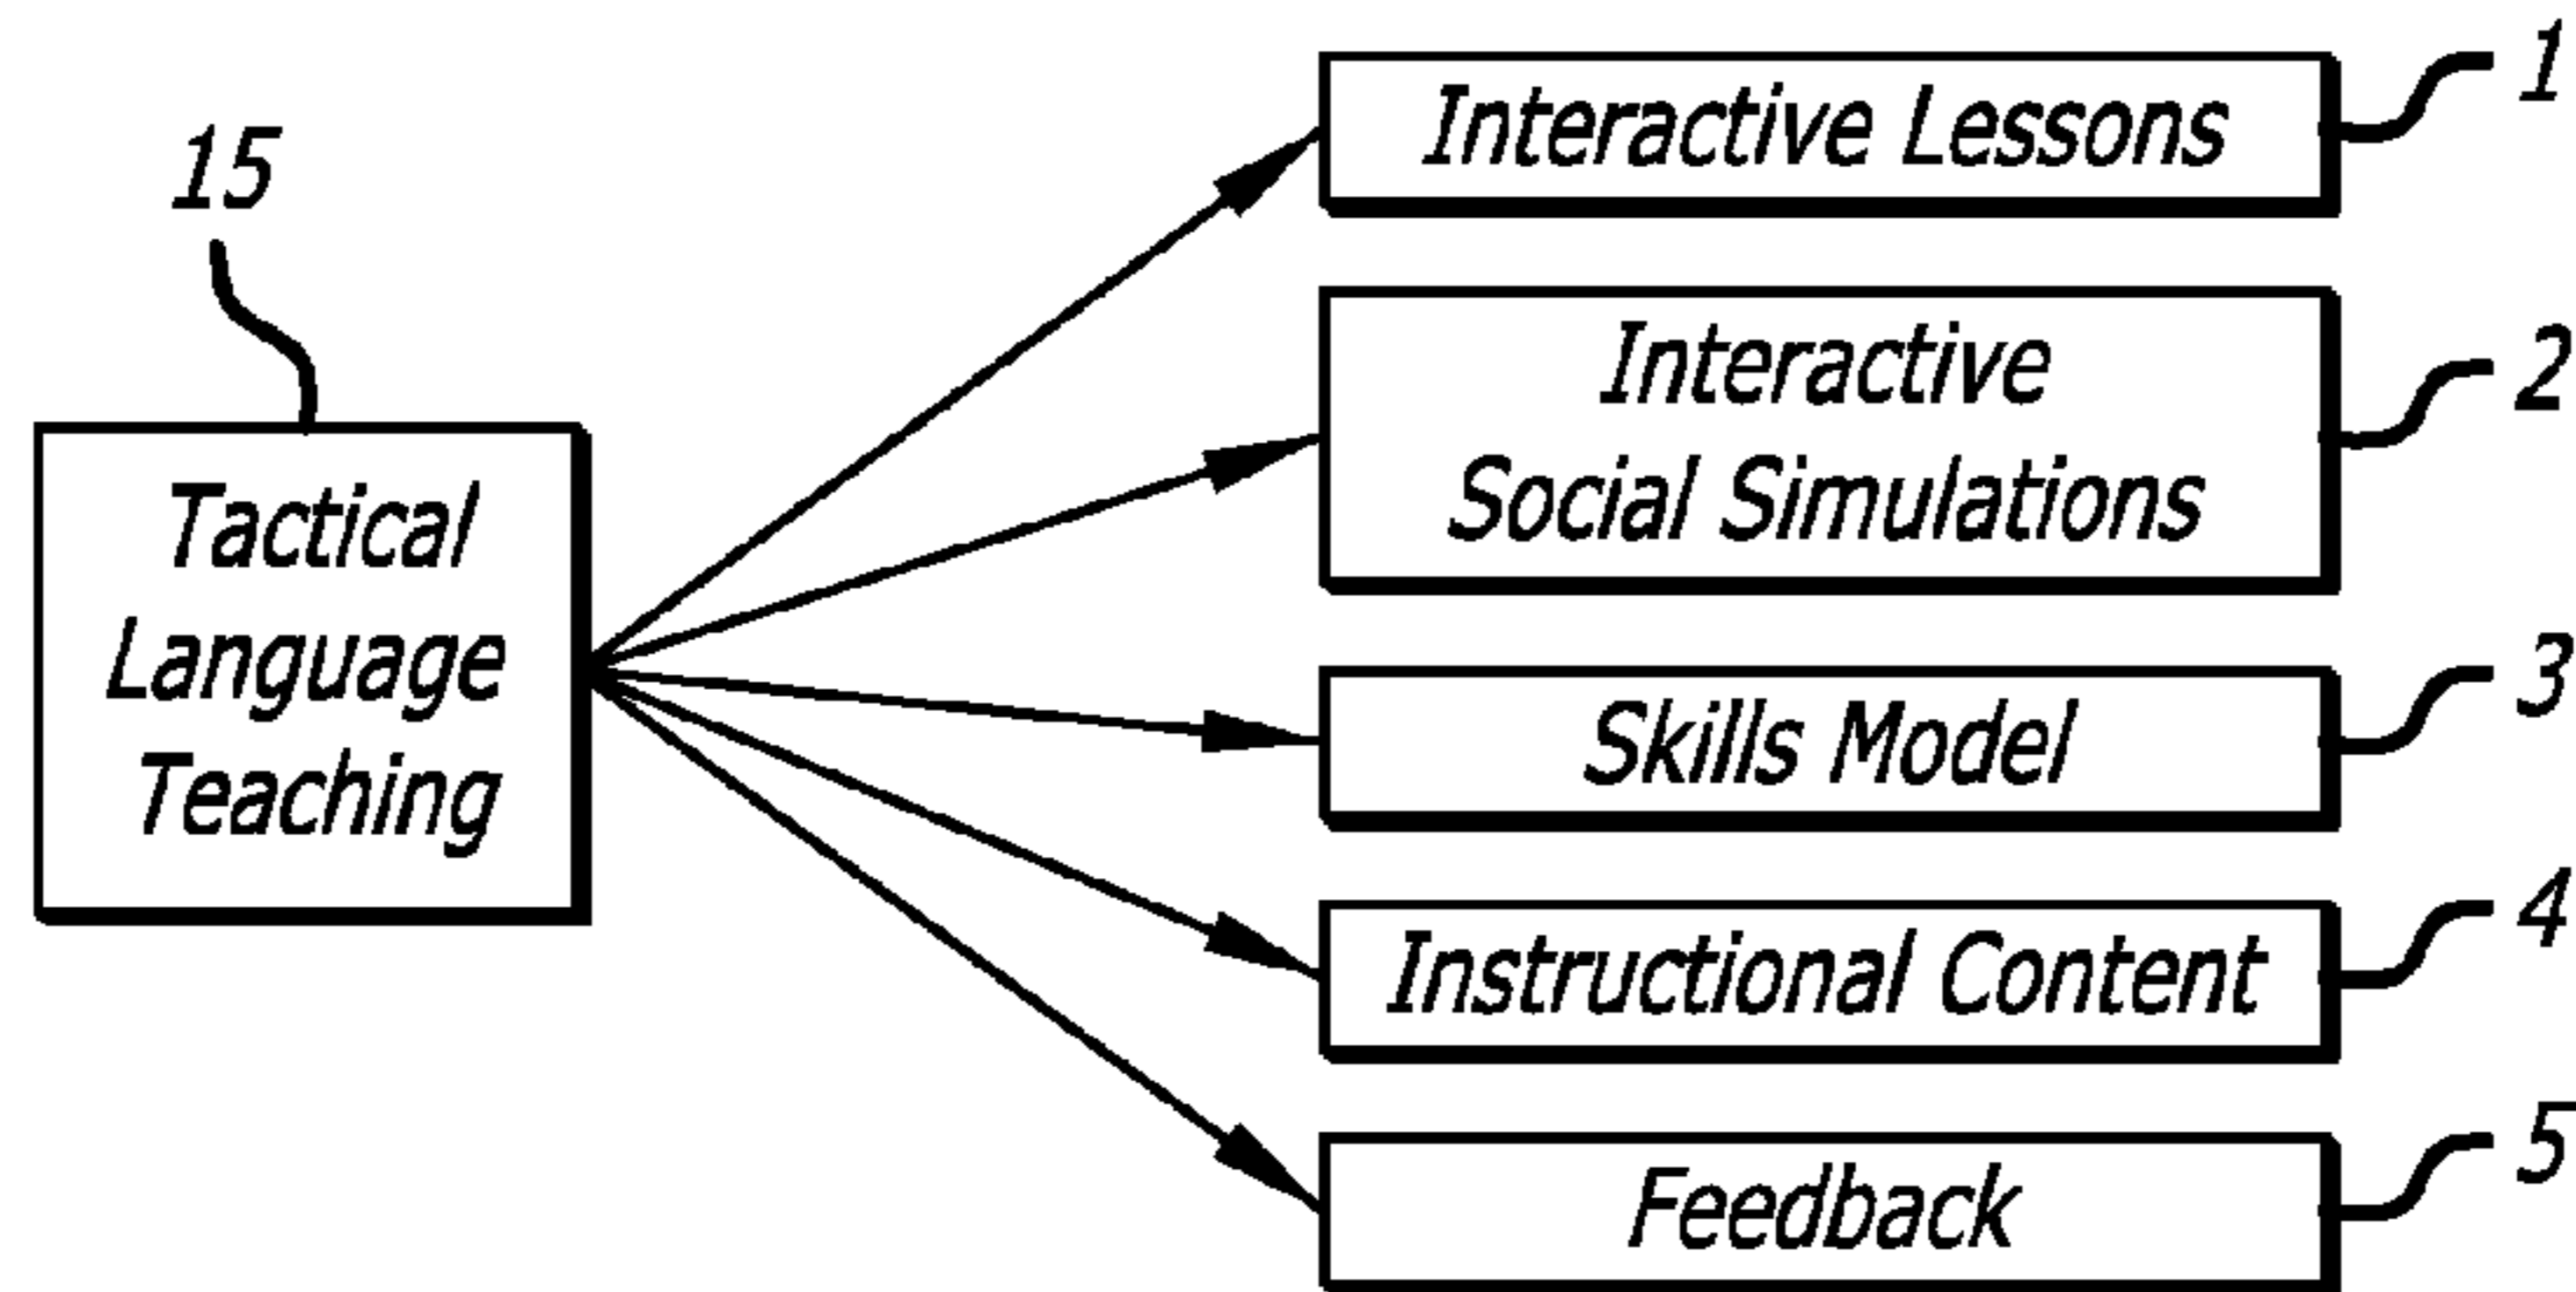 15
Tactical
Language
Teaching
Interactive Lessons
1
Interactive
Social Simulations
2
Skills Model
3
Instructional Content
4
Feedback
5